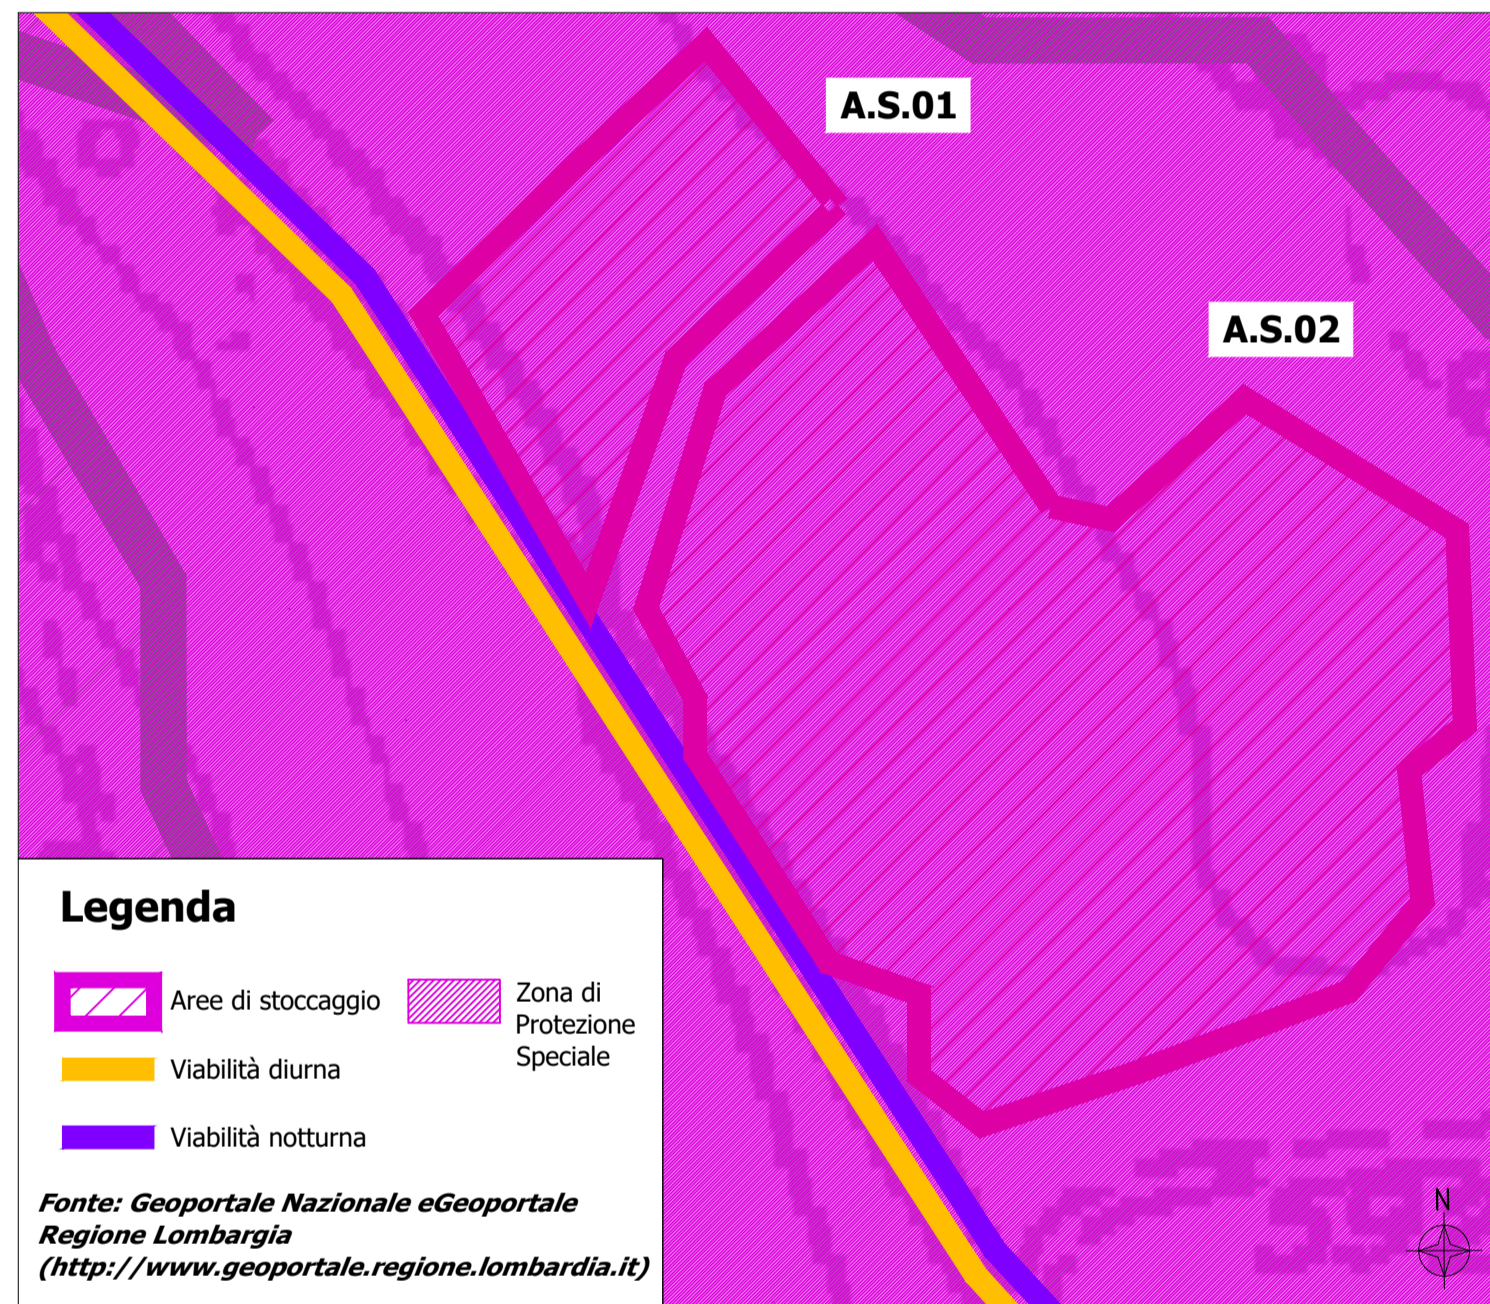 A.S.01
A.S.02
Legenda
Aree di stoccaggio
Zona di
Protezione
Speciale
Viabilità diurna
Viabilità notturna
Fonte: Geoportale Nazionale eGeoportale
Regione Lombargia
(http://www.geoportale.regione.lombardia.it)
N